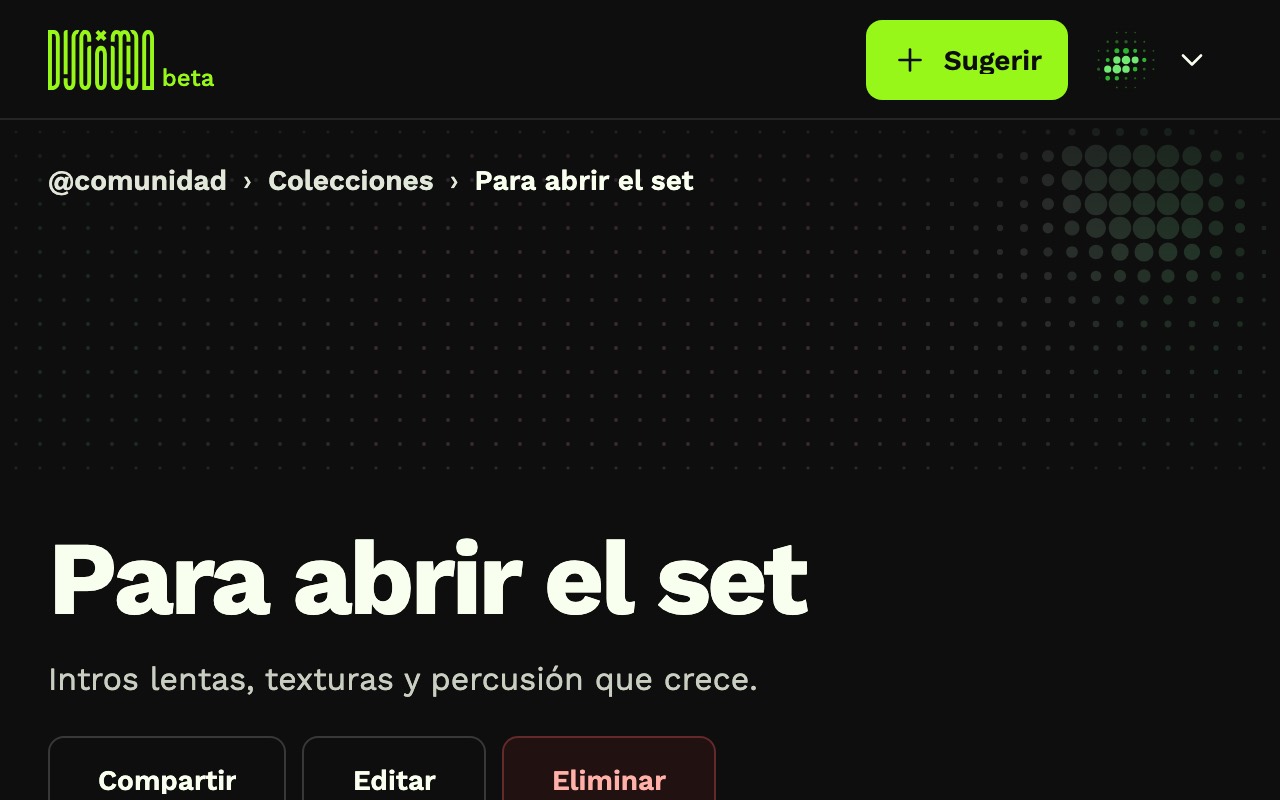 beta
Sugerir
@comunidad › Colecciones › Para abrir el set
Para abrir el set
Intros lentas, texturas y percusión que crece.
Compartir
Editar
Eliminar